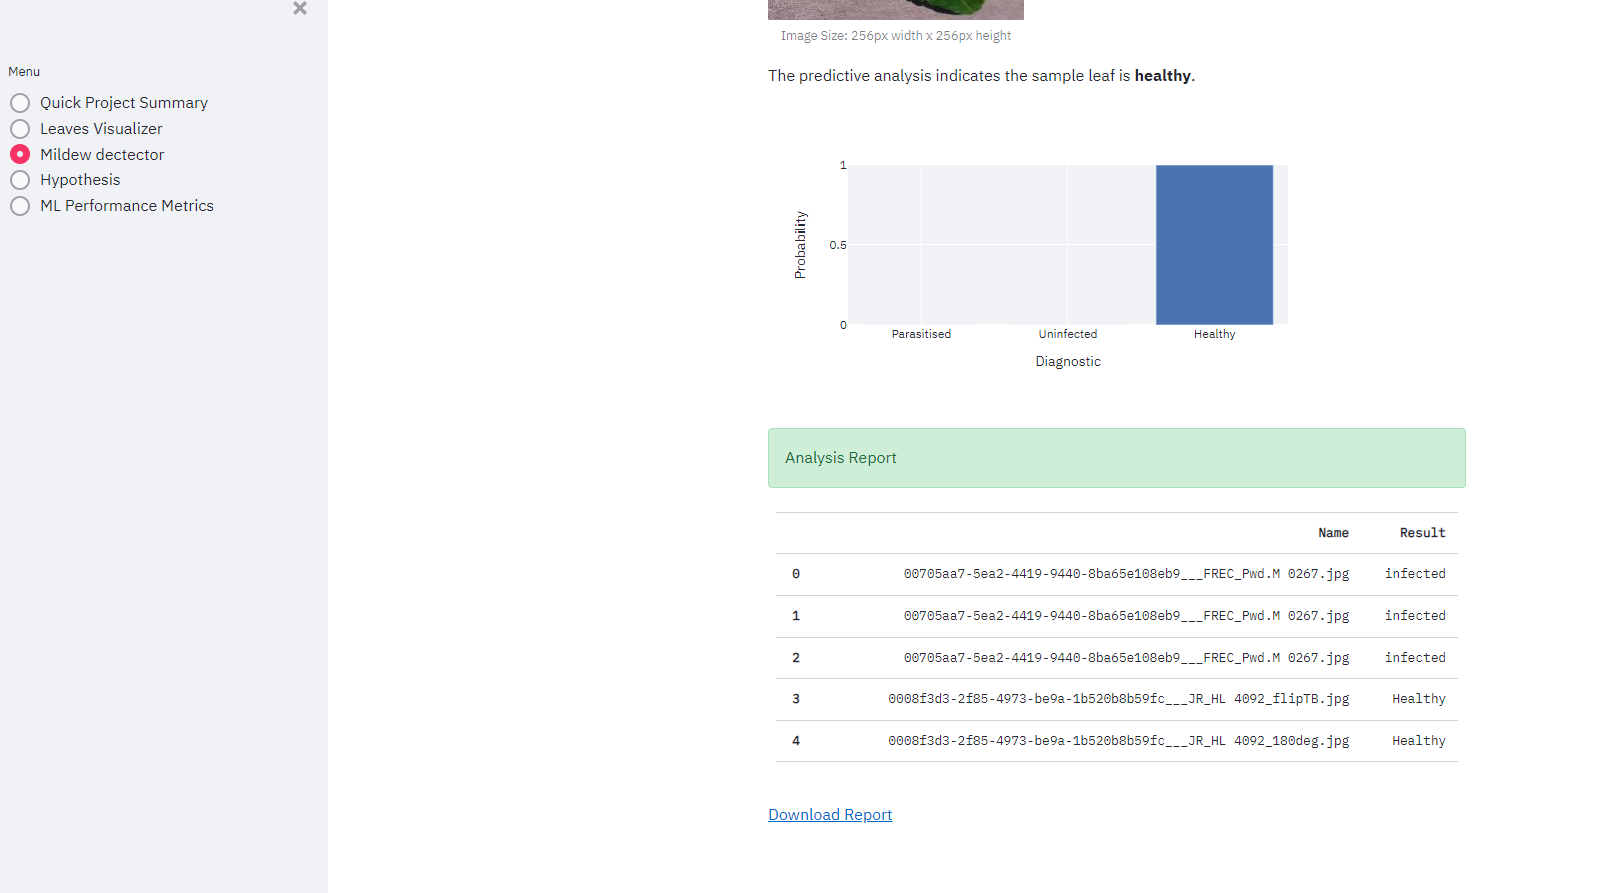 Menu
Quick Project Summary
Leaves Visualizer
Mildew dectector
Hypothesis
ML Performance Metrics
Image Size: 256px width x 256px height
The predictive analysis indicates the sample leaf is healthy.
1
0.5
0
Probability
Parasitised Uninfected Healthy
Diagnostic
Analysis Report
Name Result
0 00705aa7-5ea2-4419-9440-8ba65e108eb9___FREC_Pwd.M 0267.jpg infected
1 00705aa7-5ea2-4419-9440-8ba65e108eb9___FREC_Pwd.M 0267.jpg infected
2 00705aa7-5ea2-4419-9440-8ba65e108eb9___FREC_Pwd.M 0267.jpg infected
3 0008f3d3-2f85-4973-be9a-1b520b8b59fc___JR_HL 4092_flipTB.jpg Healthy
4 0008f3d3-2f85-4973-be9a-1b520b8b59fc___JR_HL 4092_180deg.jpg Healthy
Download Report